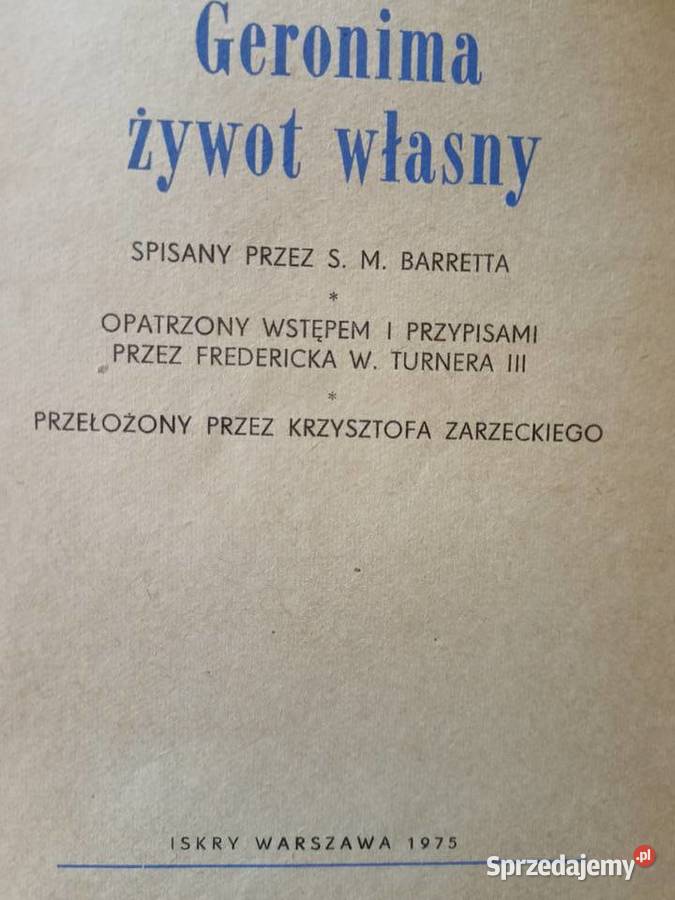 Geronima
żywot własny
SPISANY PRZEZ S. M. BARRETTA
*
OPATRZONY WSTĘPEM I PRZYPISAMI
PRZEZ FREDERICKA W. TURNERA III
*
PRZEŁOŻONY PRZEZ KRZYSZTOFA ZARZECKIEGO
ISKRY WARSZAWA 1975
Sprzedajemy.pl